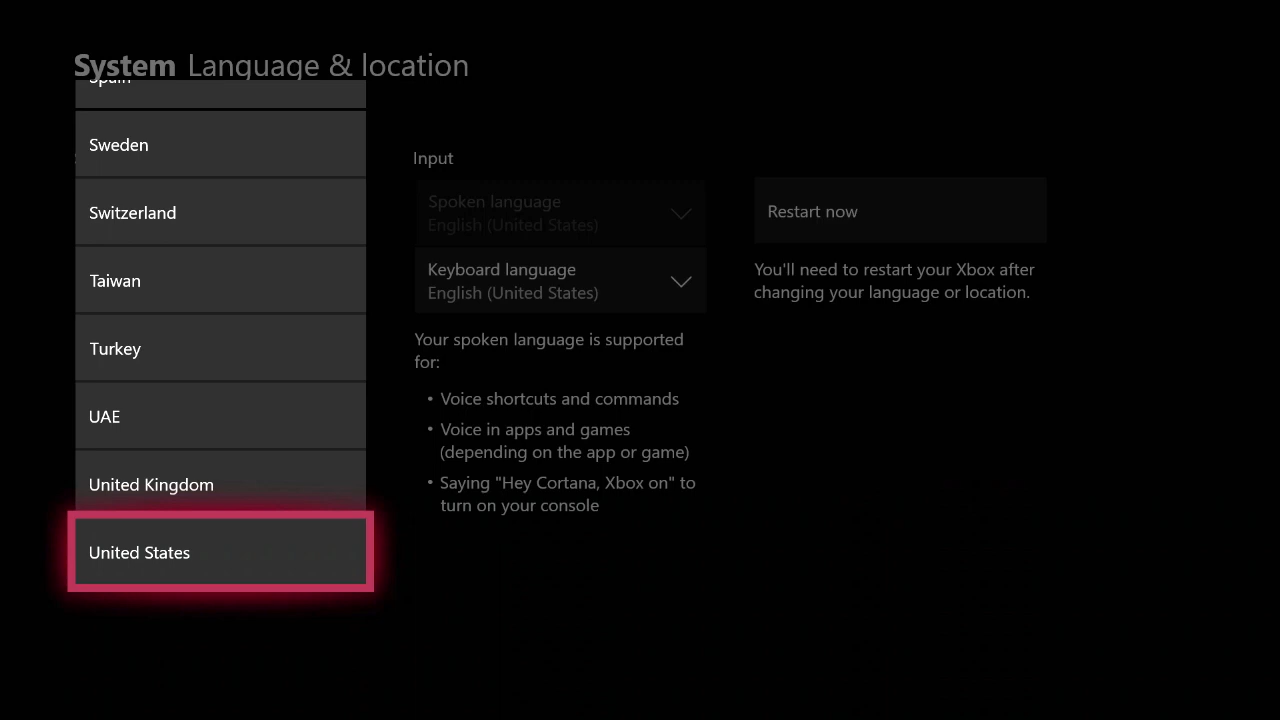 System Language & location
Spain
Sweden
Switzerland
Taiwan
Turkey
UAE
United Kingdom
United States
Input
Spoken language
English (United States)
Keyboard language
English (United States)
Your spoken language is supported
for:
• Voice shortcuts and commands
• Voice in apps and games
(depending on the app or game)
• Saying "Hey Cortana, Xbox on" to
turn on your console
Restart now
You'll need to restart your Xbox after
changing your language or location.